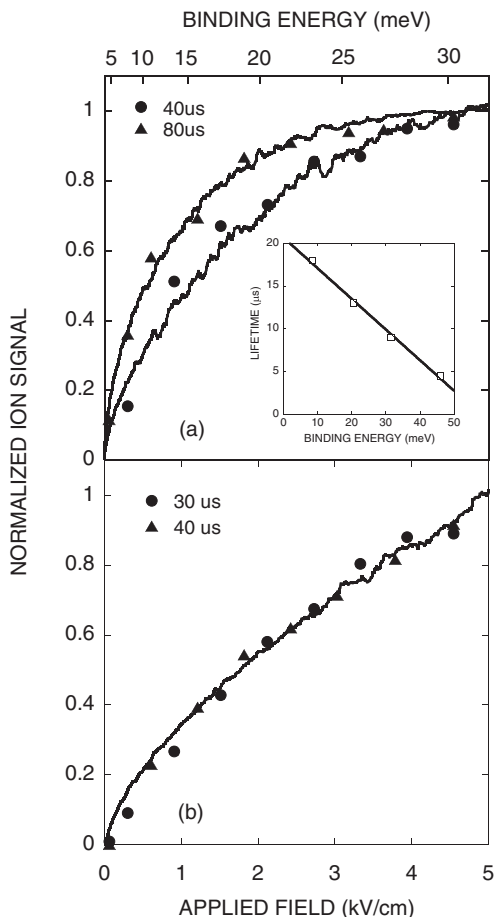 BINDING ENERGY (meV)
5 10 15 20 25 30
40us
80us
1
0.8
0.6
0.4
0.2
0
(a)
20
15
10
5
0
0 10 20 30 40 50
LIFETIME (μs)
BINDING ENERGY (meV)
NORMALIZED ION SIGNAL
30 us
40 us
1
0.8
0.6
0.4
0.2
0
(b)
0 1 2 3 4 5
APPLIED FIELD (kV/cm)